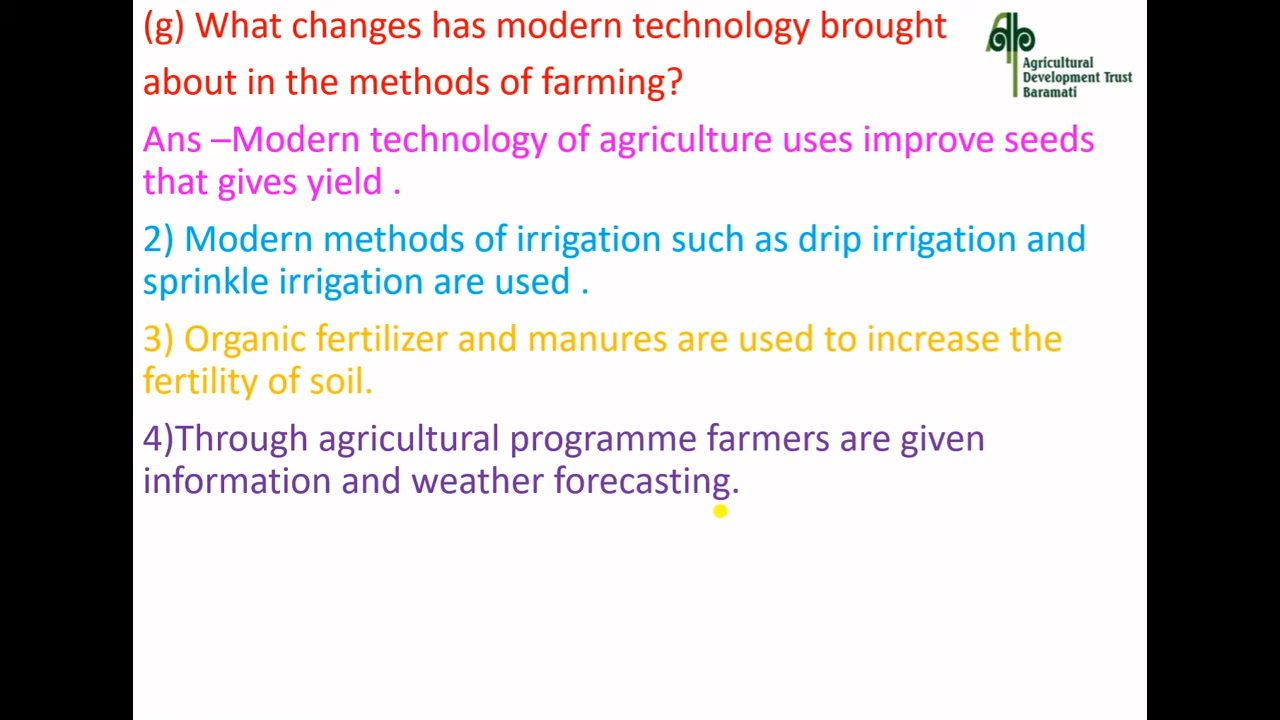 (g) What changes has modern technology brought
about in the methods of farming?
Agricultural
Development Trust
Baramati
Ans –Modern technology of agriculture uses improve seeds
that gives yield .
2) Modern methods of irrigation such as drip irrigation and
sprinkle irrigation are used .
3) Organic fertilizer and manures are used to increase the
fertility of soil.
4)Through agricultural programme farmers are given
information and weather forecasting.